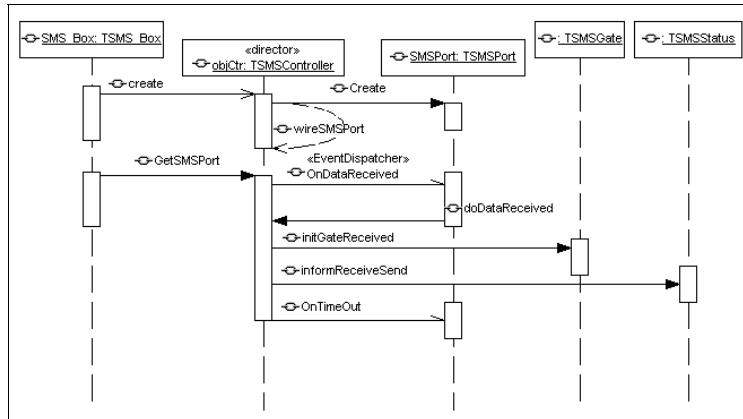 SMS_Box: TSMS_Box
«director»
objCtr: TSMSController
SMSPort: TSMSPort
: TSMSGate
: TSMSStatus
create
Create
wireSMSPort
GetSMSPort
«EventDispatcher»
OnDataReceived
doDataReceived
initGateReceived
informReceiveSend
OnTimeOut